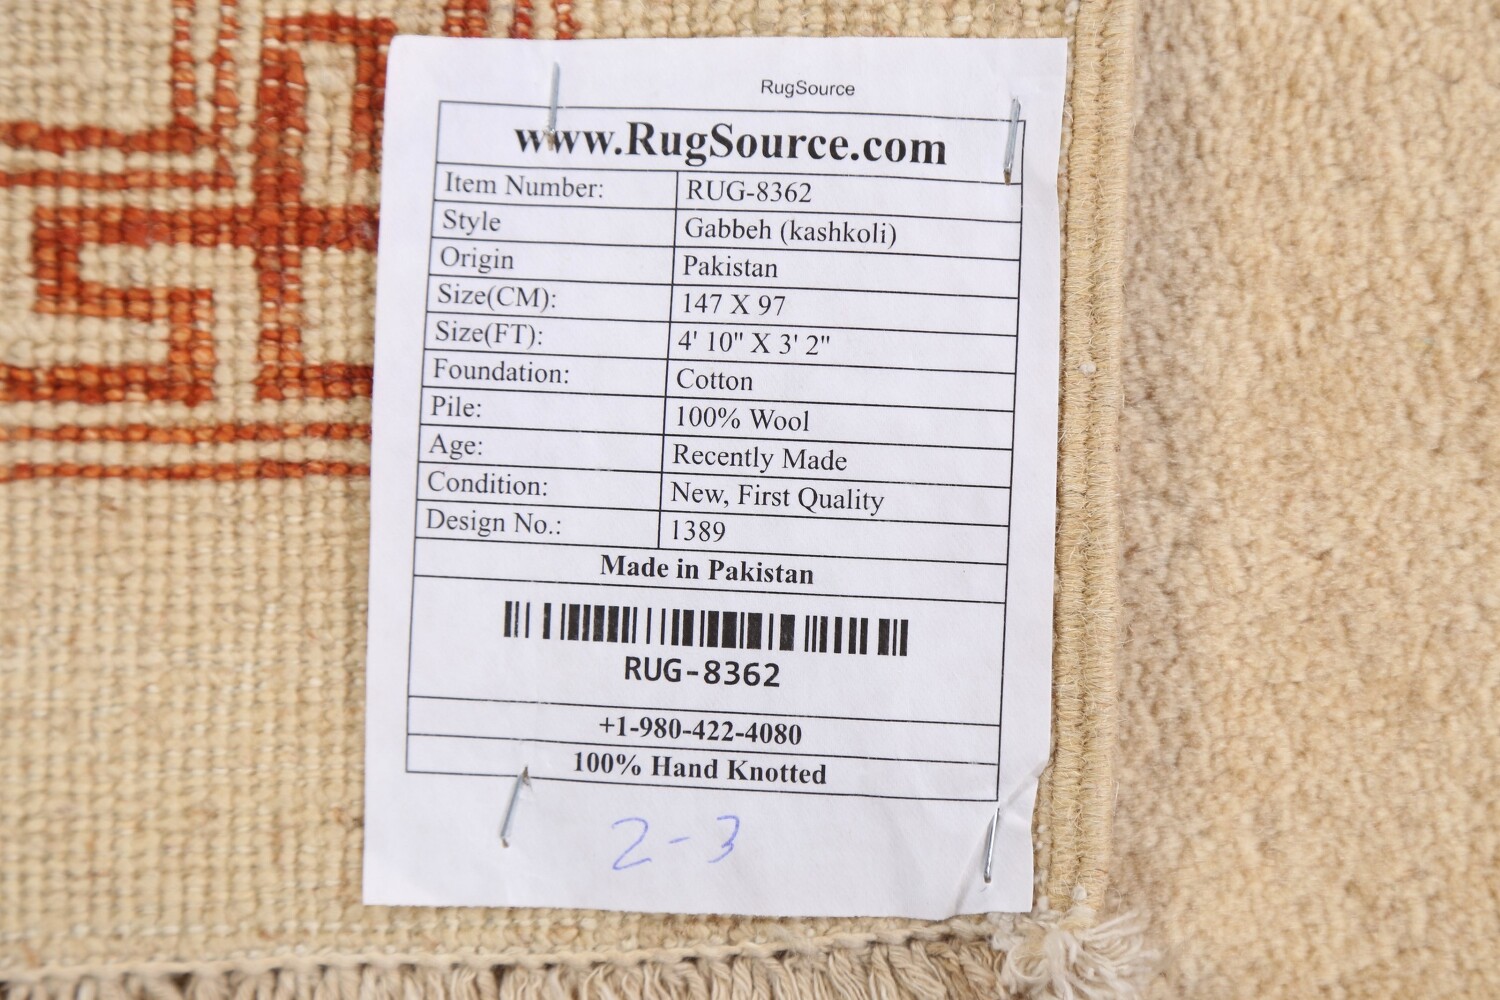 RugSource
www.RugSource.com
Item Number: RUG-8362
Style Gabbeh (kashkoli)
Origin Pakistan
Size(CM): 147 X 97
Size(FT): 4' 10" X 3' 2"
Foundation: Cotton
Pile: 100% Wool
Age: Recently Made
Condition: New, First Quality
Design No.: 1389
Made in Pakistan
RUG-8362
+1-980-422-4080
100% Hand Knotted
2-3